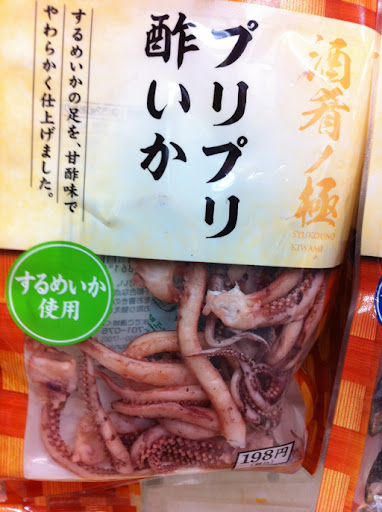 酒肴ノ極
SYUKOUNO
KIWAMI
プリプリ
酢いか
するめいかの足を、甘酢味で
やわらかく仕上げました。
するめいか
使用
198円